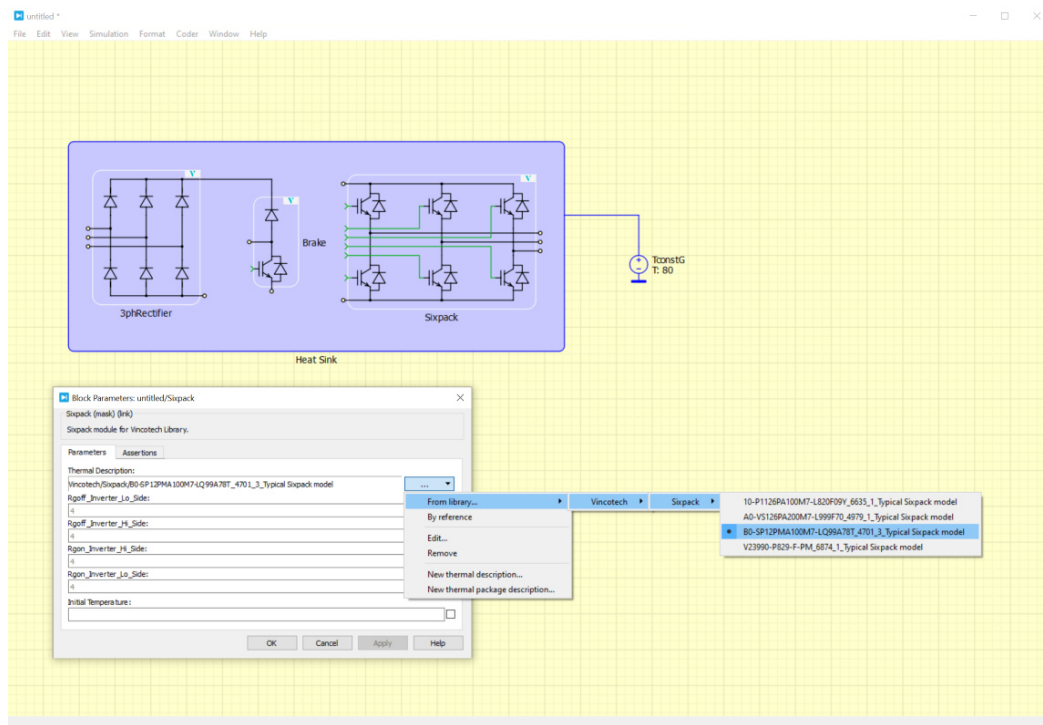 untitled *
File Edit View Simulation Format Coder Window Help
V
V
V
Brake
3phRectifier
Sixpack
TconstG
T: 80
Heat Sink
Block Parameters: untitled/Sixpack
Sixpack (mask) (link)
Sixpack module for Vincotech Library.
Parameters Assertions
Thermal Description:
Vincotech/Sixpack/B0-SP12PMA100M7-LQ99A78T_4701_3_Typical Sixpack model ...
Rgoff_Inverter_Lo_Side:
4
Rgoff_Inverter_Hi_Side:
4
Rgon_Inverter_Hi_Side:
4
Rgon_Inverter_Lo_Side:
4
Initial Temperature:
OK Cancel Apply Help
From library...
By reference
Edit...
Remove
New thermal description...
New thermal package description...
Vincotech
Sixpack
10-P1126PA100M7-L820F09Y_6635_1_Typical Sixpack model
A0-VS126PA200M7-L999F70_4979_1_Typical Sixpack model
B0-SP12PMA100M7-LQ99A78T_4701_3_Typical Sixpack model
V23990-P829-F-PM_6874_1_Typical Sixpack model